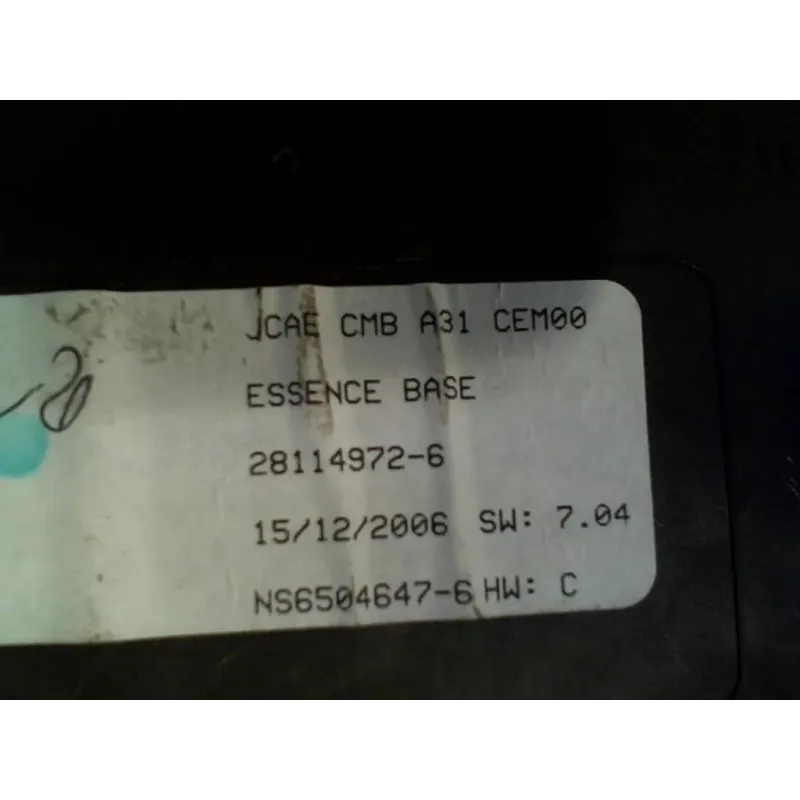 JCAE CMB A31 CEM00
ESSENCE BASE
28114972-6
15/12/2006 SW: 7.04
NS6504647-6 HW: C